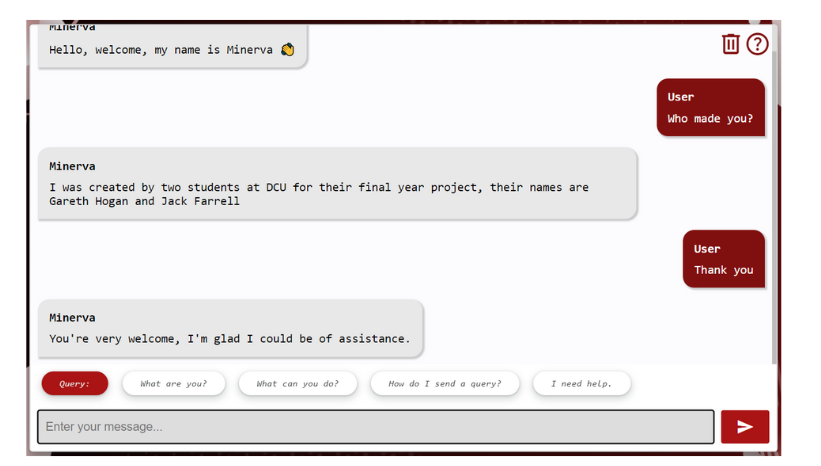 Minerva
Hello, welcome, my name is Minerva 👏
User
Who made you?
Minerva
I was created by two students at DCU for their final year project, their names are
Gareth Hogan and Jack Farrell
User
Thank you
Minerva
You're very welcome, I'm glad I could be of assistance.
Query: What are you? What can you do? How do I send a query? I need help.
Enter your message...